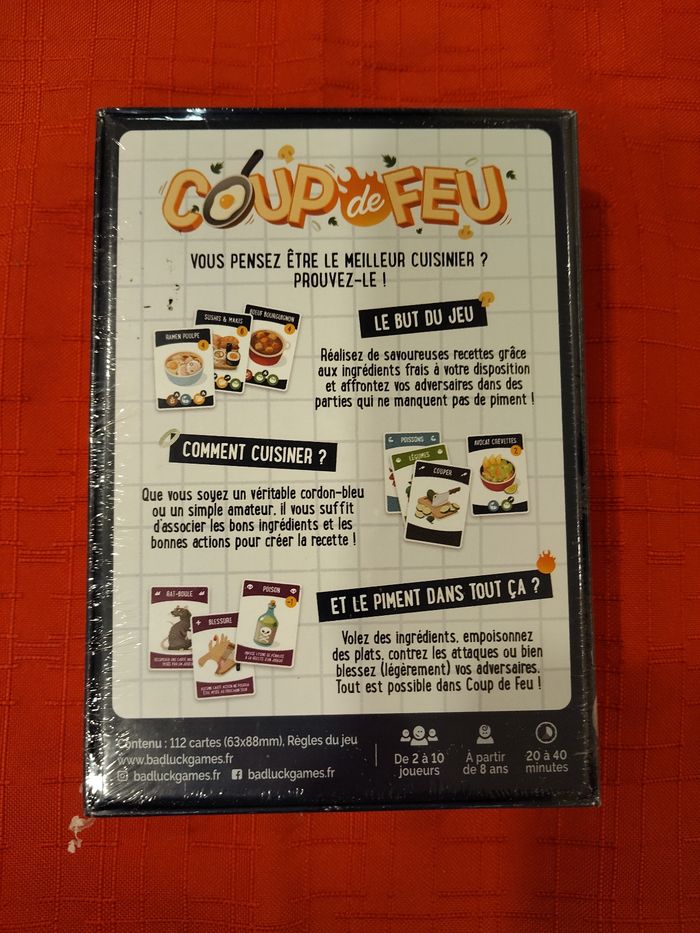 COUP de FEU
VOUS PENSEZ ÊTRE LE MEILLEUR CUISINIER ?
PROUVEZ-LE !
RAMEN POULPE
4
SUSHIS & MAKIS
6
BŒUF BOURGUIGNON
4
LE BUT DU JEU
Réalisez de savoureuses recettes grâce
aux ingrédients frais à votre disposition
et affrontez vos adversaires dans des
parties qui ne manquent pas de piment !
COMMENT CUISINER ?
Que vous soyez un véritable cordon-bleu
ou un simple amateur, il vous suffit
d'associer les bons ingrédients et les
bonnes actions pour créer la recette !
POISSONS
LÉGUMES
COUPER
AVOCAT CREVETTES
2
RAT-BOULE
BLESSURE
POISON
-1
ET LE PIMENT DANS TOUT ÇA ?
Volez des ingrédients, empoisonnez
des plats, contrez les attaques ou bien
blessez (légèrement) vos adversaires.
Tout est possible dans Coup de Feu !
Contenu : 112 cartes (63x88mm), Règles du jeu
www.badluckgames.fr
badluckgames.fr badluckgames.fr
De 2 à 10
joueurs
À partir
de 8 ans
20 à 40
minutes